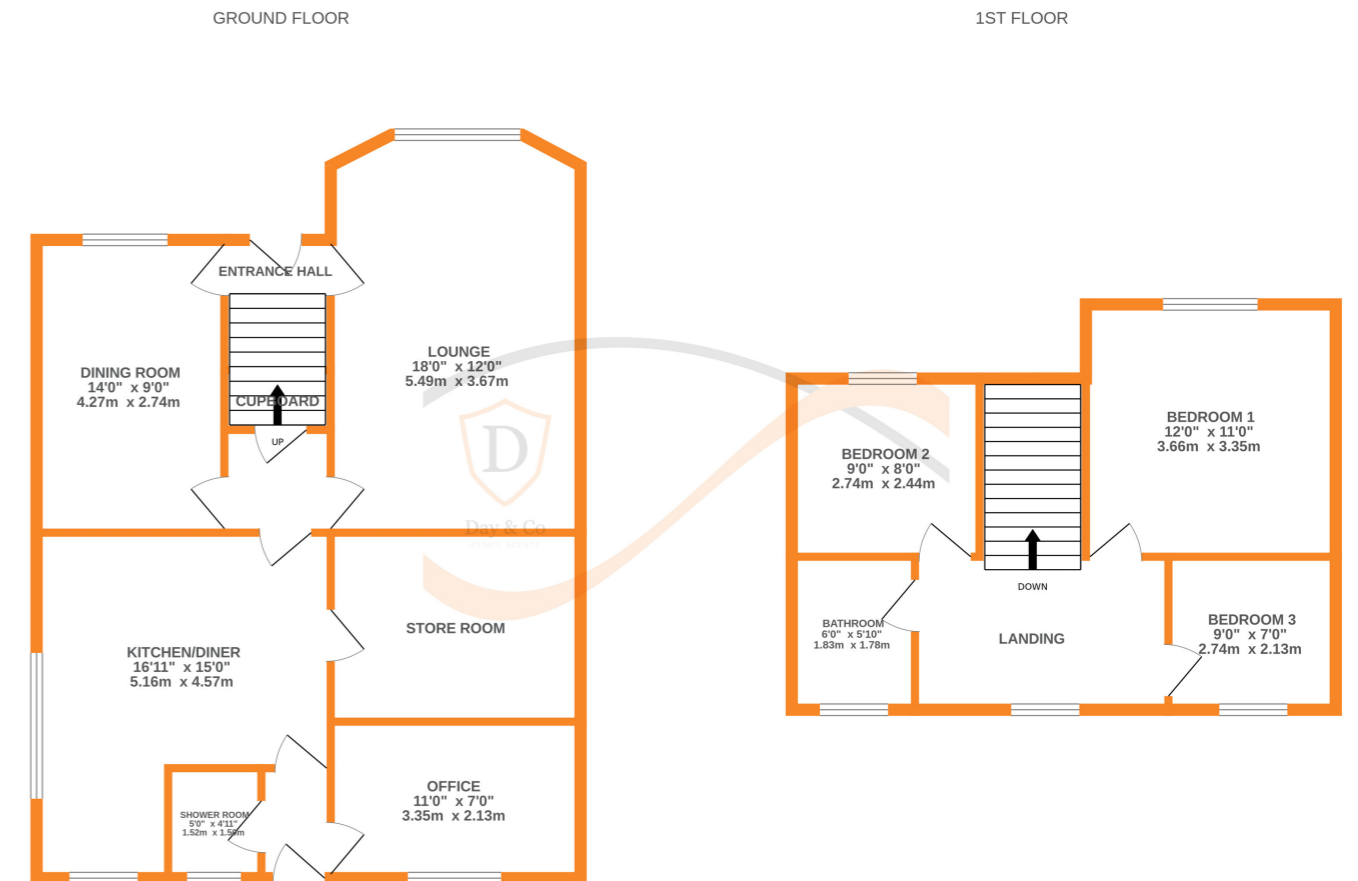 GROUND FLOOR
1ST FLOOR
ENTRANCE HALL
DINING ROOM
14'0" x 9'0"
4.27m x 2.74m
LOUNGE
18'0" x 12'0"
5.49m x 3.67m
CUPBOARD
UP
KITCHEN/DINER
16'11" x 15'0"
5.16m x 4.57m
STORE ROOM
SHOWER ROOM
5'0" x 4'11"
1.52m x 1.50m
OFFICE
11'0" x 7'0"
3.35m x 2.13m
BEDROOM 1
12'0" x 11'0"
3.66m x 3.35m
BEDROOM 2
9'0" x 8'0"
2.74m x 2.44m
DOWN
BATHROOM
6'0" x 5'10"
1.83m x 1.78m
LANDING
BEDROOM 3
9'0" x 7'0"
2.74m x 2.13m
D
Day & Co